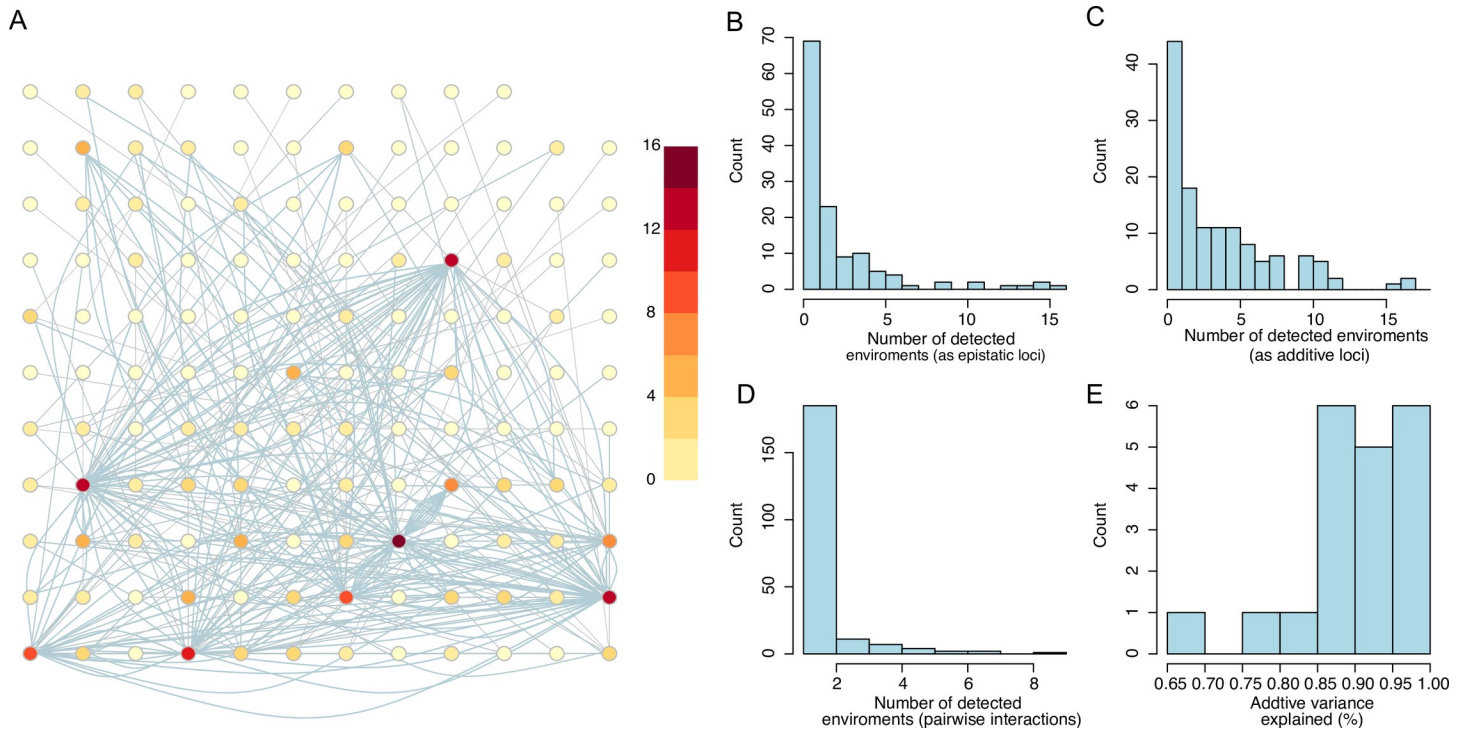 A
16
12
8
4
0
B
70
60
50
40
30
20
10
0
Count
0 5 10 15
Number of detected
enviroments (as epistatic loci)
C
40
30
20
10
0
Count
0 5 10 15
Number of detected enviroments
(as additive loci)
D
150
100
50
0
Count
2 4 6 8
Number of detected
enviroments (pairwise interactions)
E
6
5
4
3
2
1
0
Count
0.65 0.70 0.75 0.80 0.85 0.90 0.95 1.00
Addtive variance
explained (%)